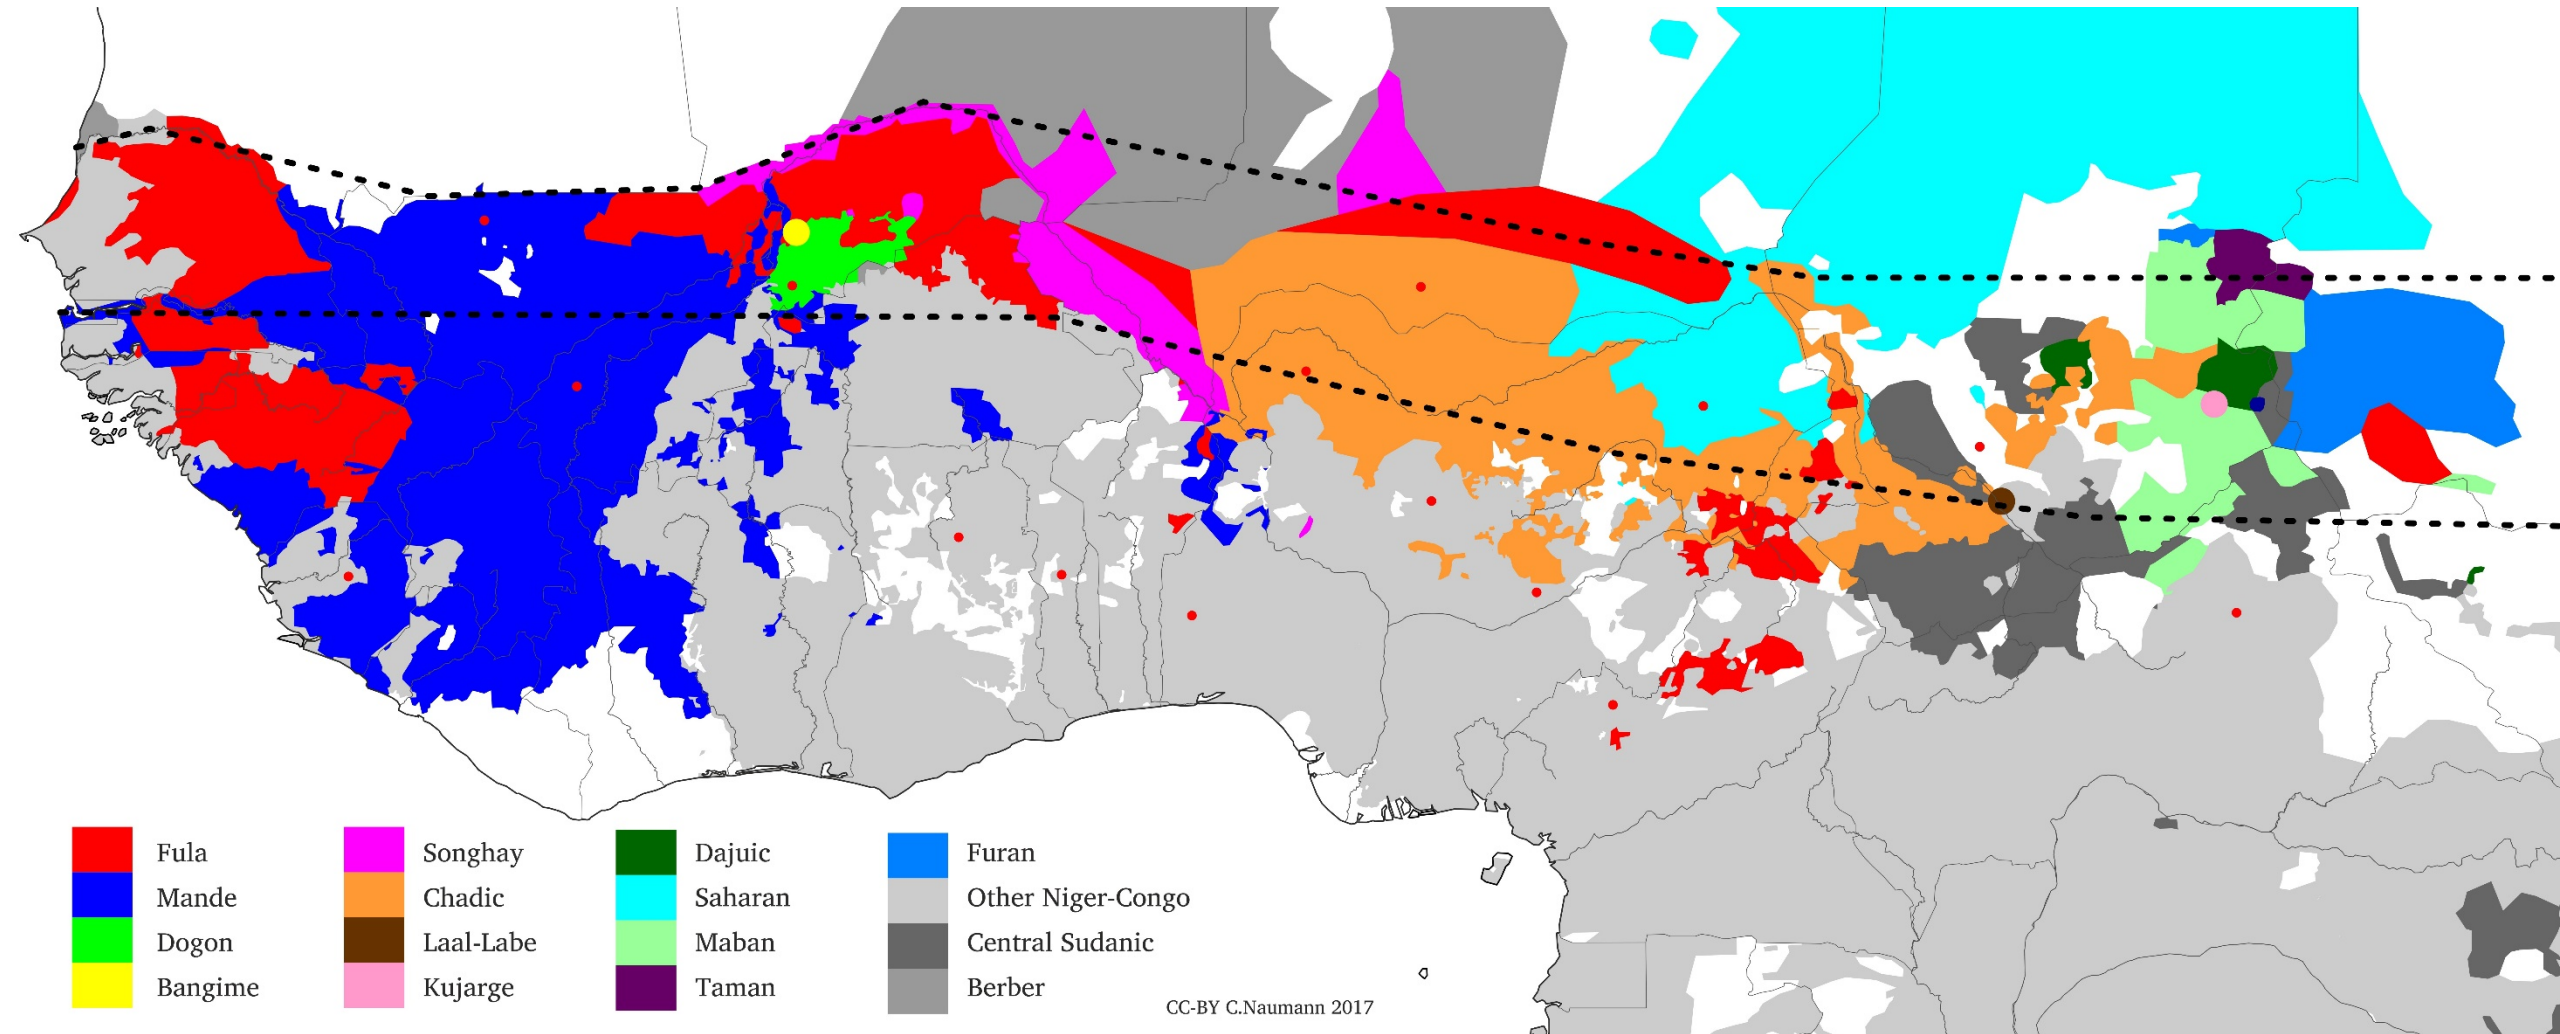 Fula
Mande
Dogon
Bangime
Songhay
Chadic
Laal-Labe
Kujarge
Dajuic
Saharan
Maban
Taman
Furan
Other Niger-Congo
Central Sudanic
Berber
CC-BY C.Naumann 2017